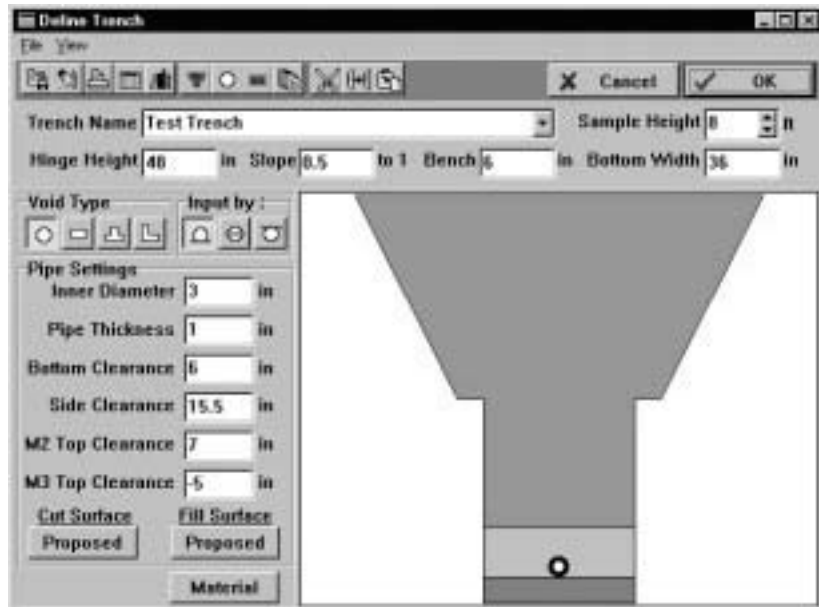 Define Trench
File View
Cancel OK
Trench Name Test Trench Sample Height 8 ft
Hinge Height 48 in Slope 0.5 to 1 Bench 6 in Bottom Width 36 in
Void Type Input by :
Pipe Settings
Inner Diameter 3 in
Pipe Thickness 1 in
Bottom Clearance 6 in
Side Clearance 15.5 in
M2 Top Clearance 7 in
M3 Top Clearance -5 in
Cut Surface Fill Surface
Proposed Proposed
Material